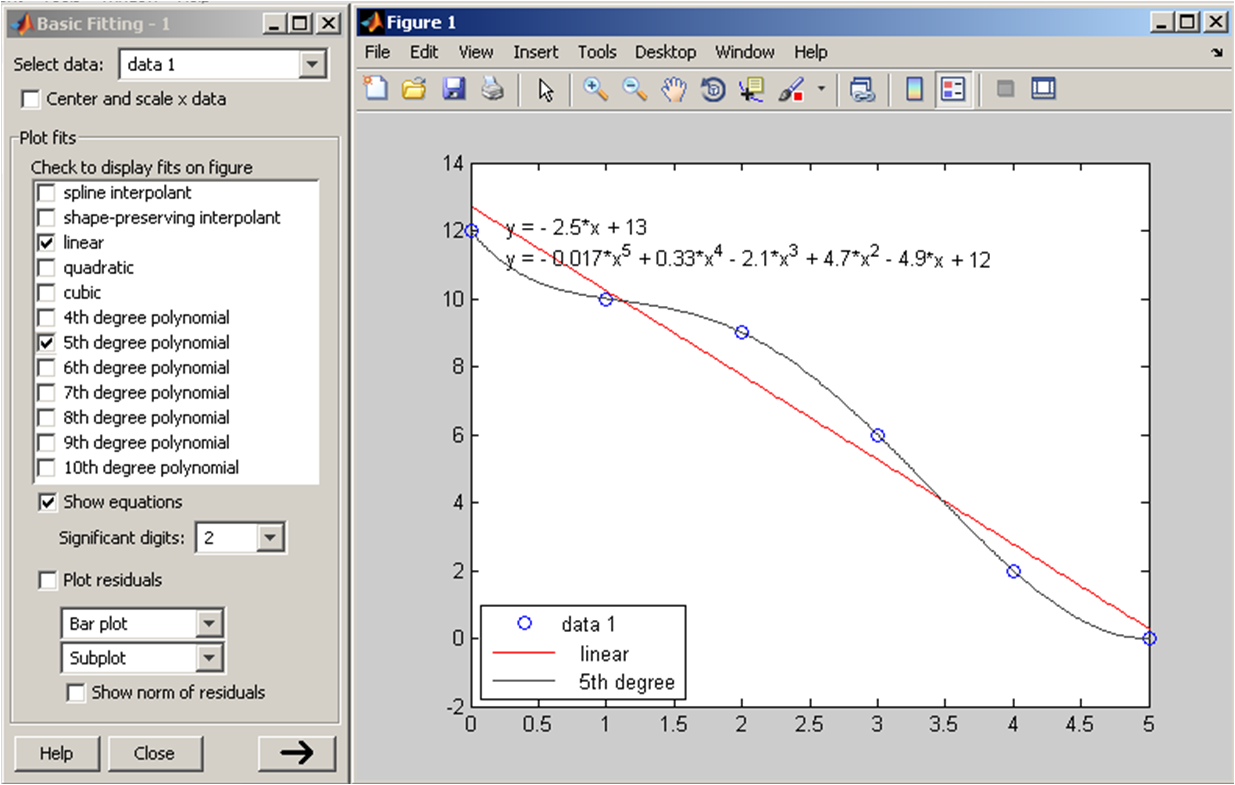 Basic Fitting - 1
Select data: data 1
Center and scale x data
Plot fits
Check to display fits on figure
spline interpolant
shape-preserving interpolant
linear
quadratic
cubic
4th degree polynomial
5th degree polynomial
6th degree polynomial
7th degree polynomial
8th degree polynomial
9th degree polynomial
10th degree polynomial
Show equations
Significant digits: 2
Plot residuals
Bar plot
Subplot
Show norm of residuals
Help Close
Figure 1
File Edit View Insert Tools Desktop Window Help
14
12
10
8
6
4
2
0
-2
y = - 2.5*x + 13
y = - 0.017*x⁵ + 0.33*x⁴ - 2.1*x³ + 4.7*x² - 4.9*x + 12
data 1
linear
5th degree
0 0.5 1 1.5 2 2.5 3 3.5 4 4.5 5